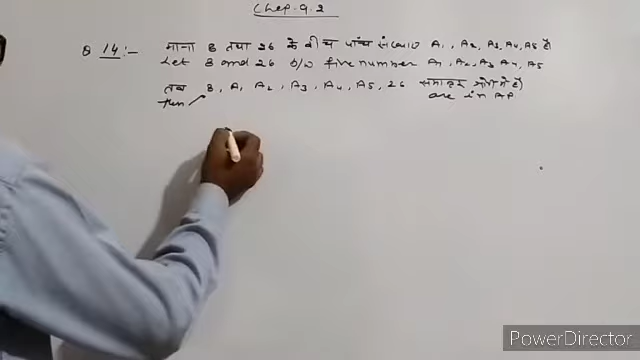 Chep. 9.2
Q 14:- माना 8 तथा 26 के बीच पांच संख्याए A1, A2, A3, A4, A5 है।
Let 8 and 26 b/w five number A1, A2, A3 A4, A5
तब 8, A1 A2, A3, A4, A5, 26 समान्तर श्रेणी में है।
then are in AP.
PowerDirector